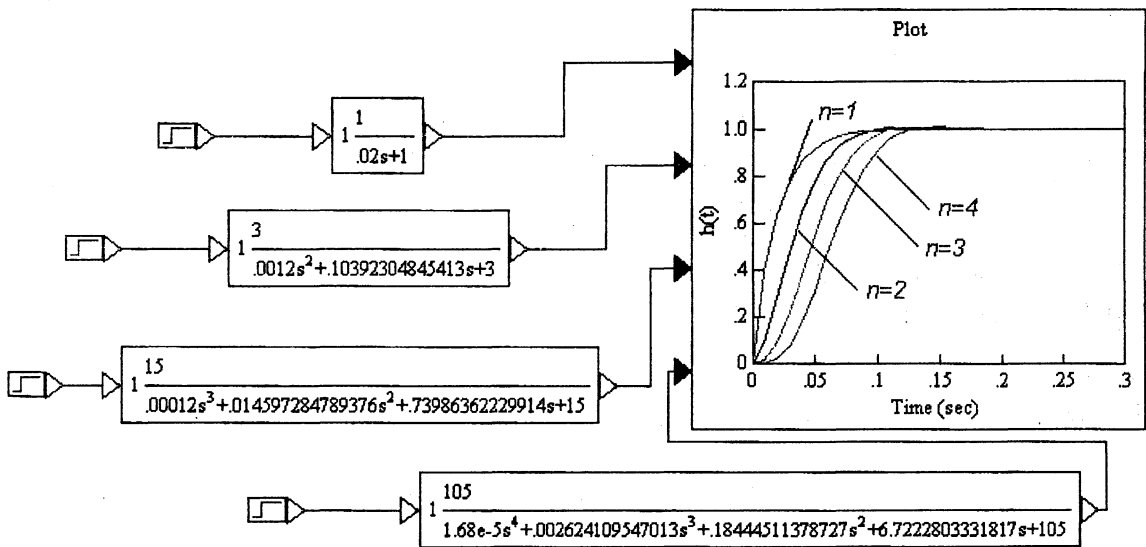 Plot
1.2
1.0
.8
.6
.4
.2
0
h(t)
0 .05 .1 .15 .2 .25 .3
Time (sec)
n=1
n=4
n=3
n=2
1 1
.02s+1
3
1
.0012s²+.10392304845413s+3
15
1
.00012s³+.014597284789376s²+.73986362229914s+15
105
1
1.68e-5s⁴+.002624109547013s³+.18444511378727s²+6.7222803331817s+105